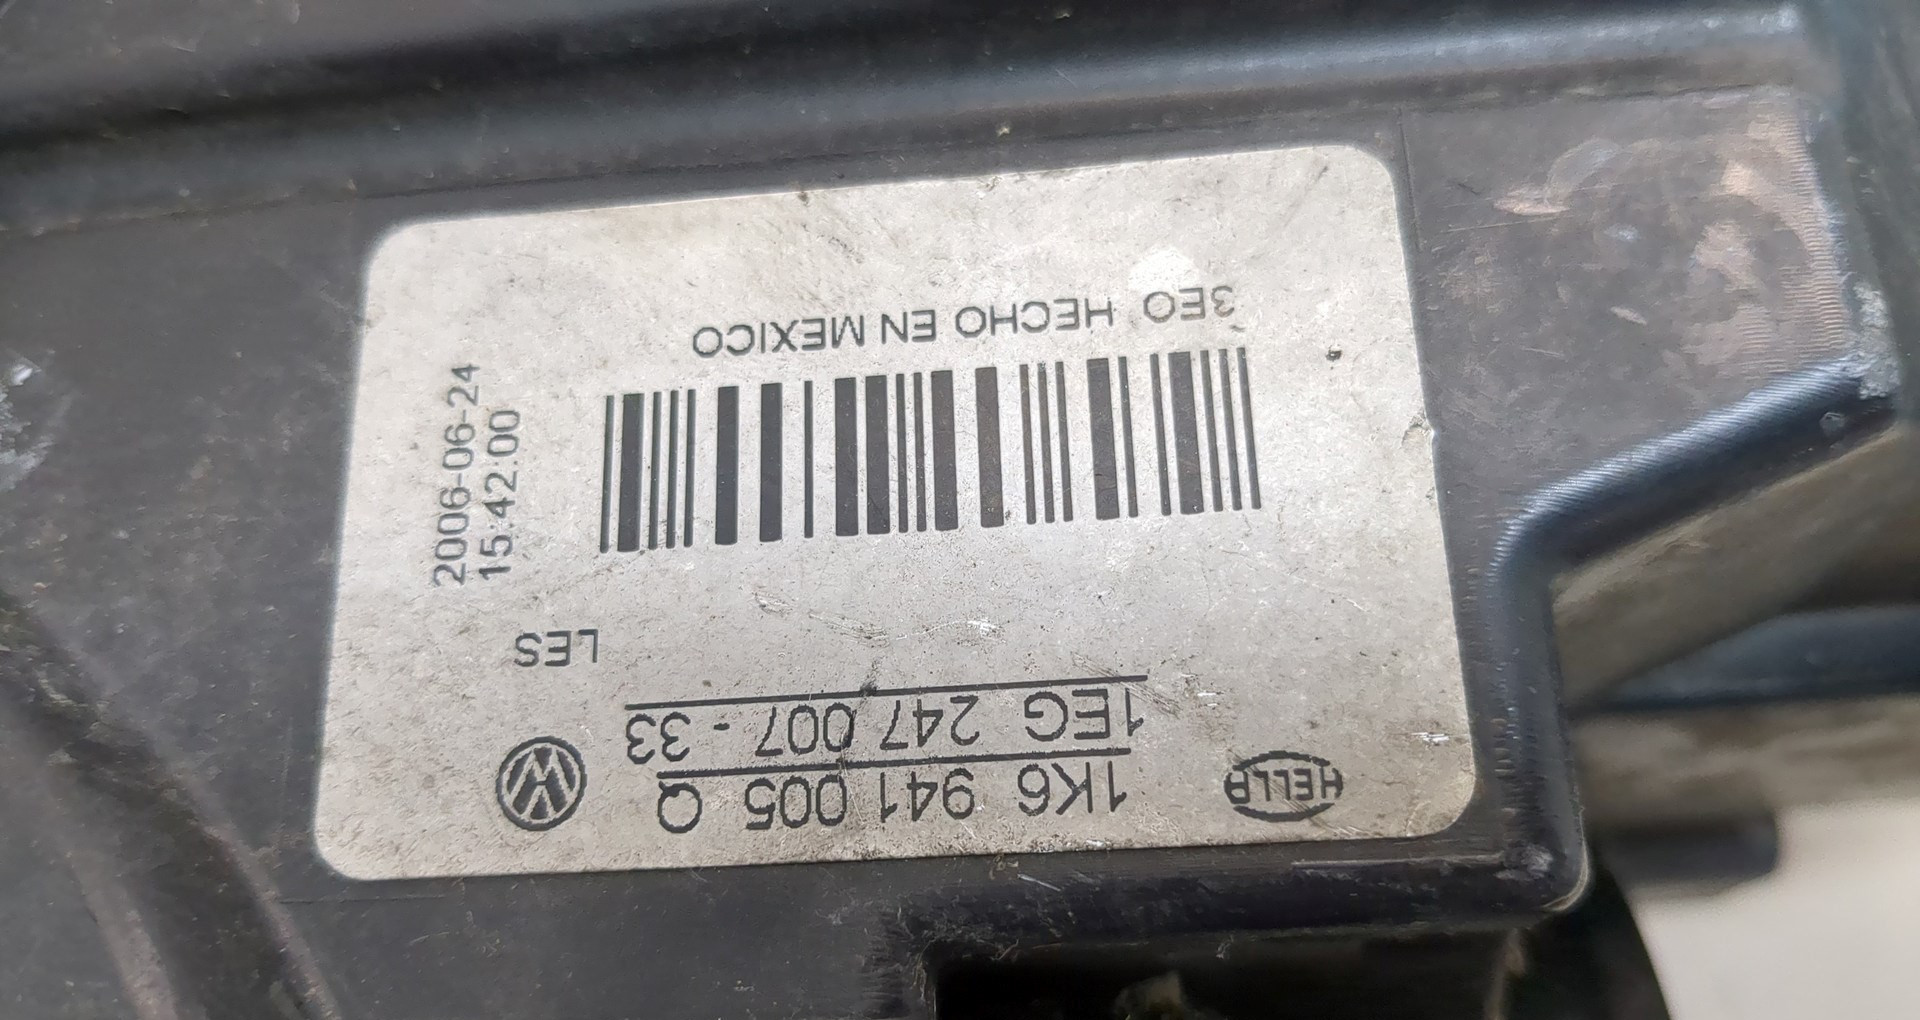 HELLA
1K6 941 005 Q
1EG 247 007 - 33
LES
2006-06-24
15:42:00
3EO HECHO EN MEXICO